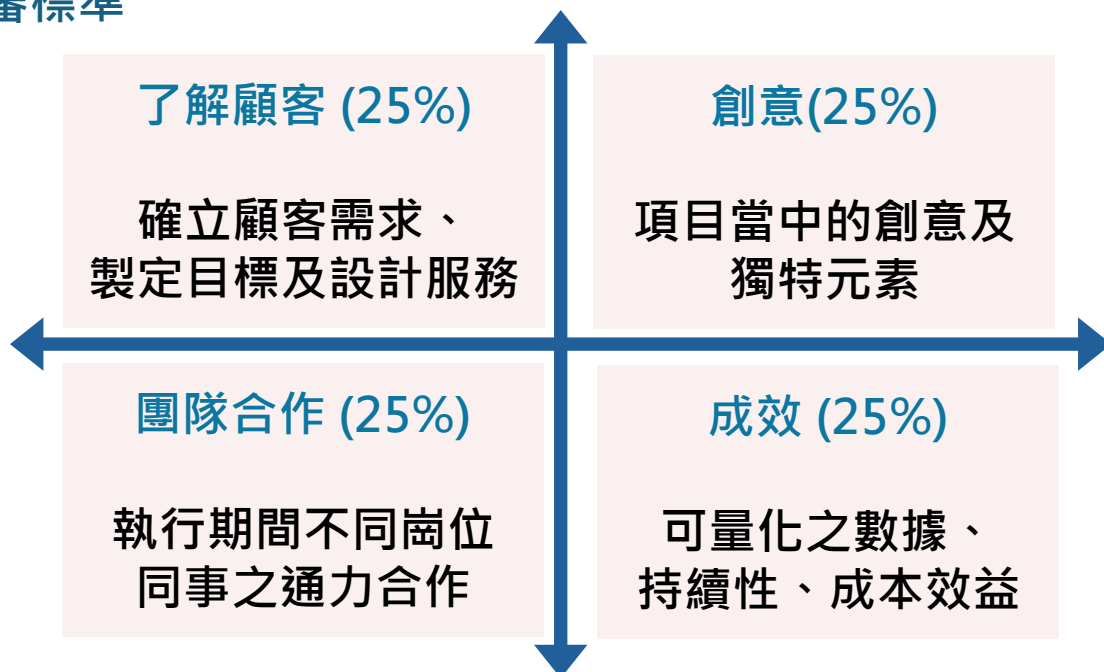 審標準
了解顧客 (25%)
確立顧客需求、
製定目標及設計服務
創意(25%)
項目當中的創意及
獨特元素
團隊合作 (25%)
執行期間不同崗位
同事之通力合作
成效 (25%)
可量化之數據、
持續性、成本效益